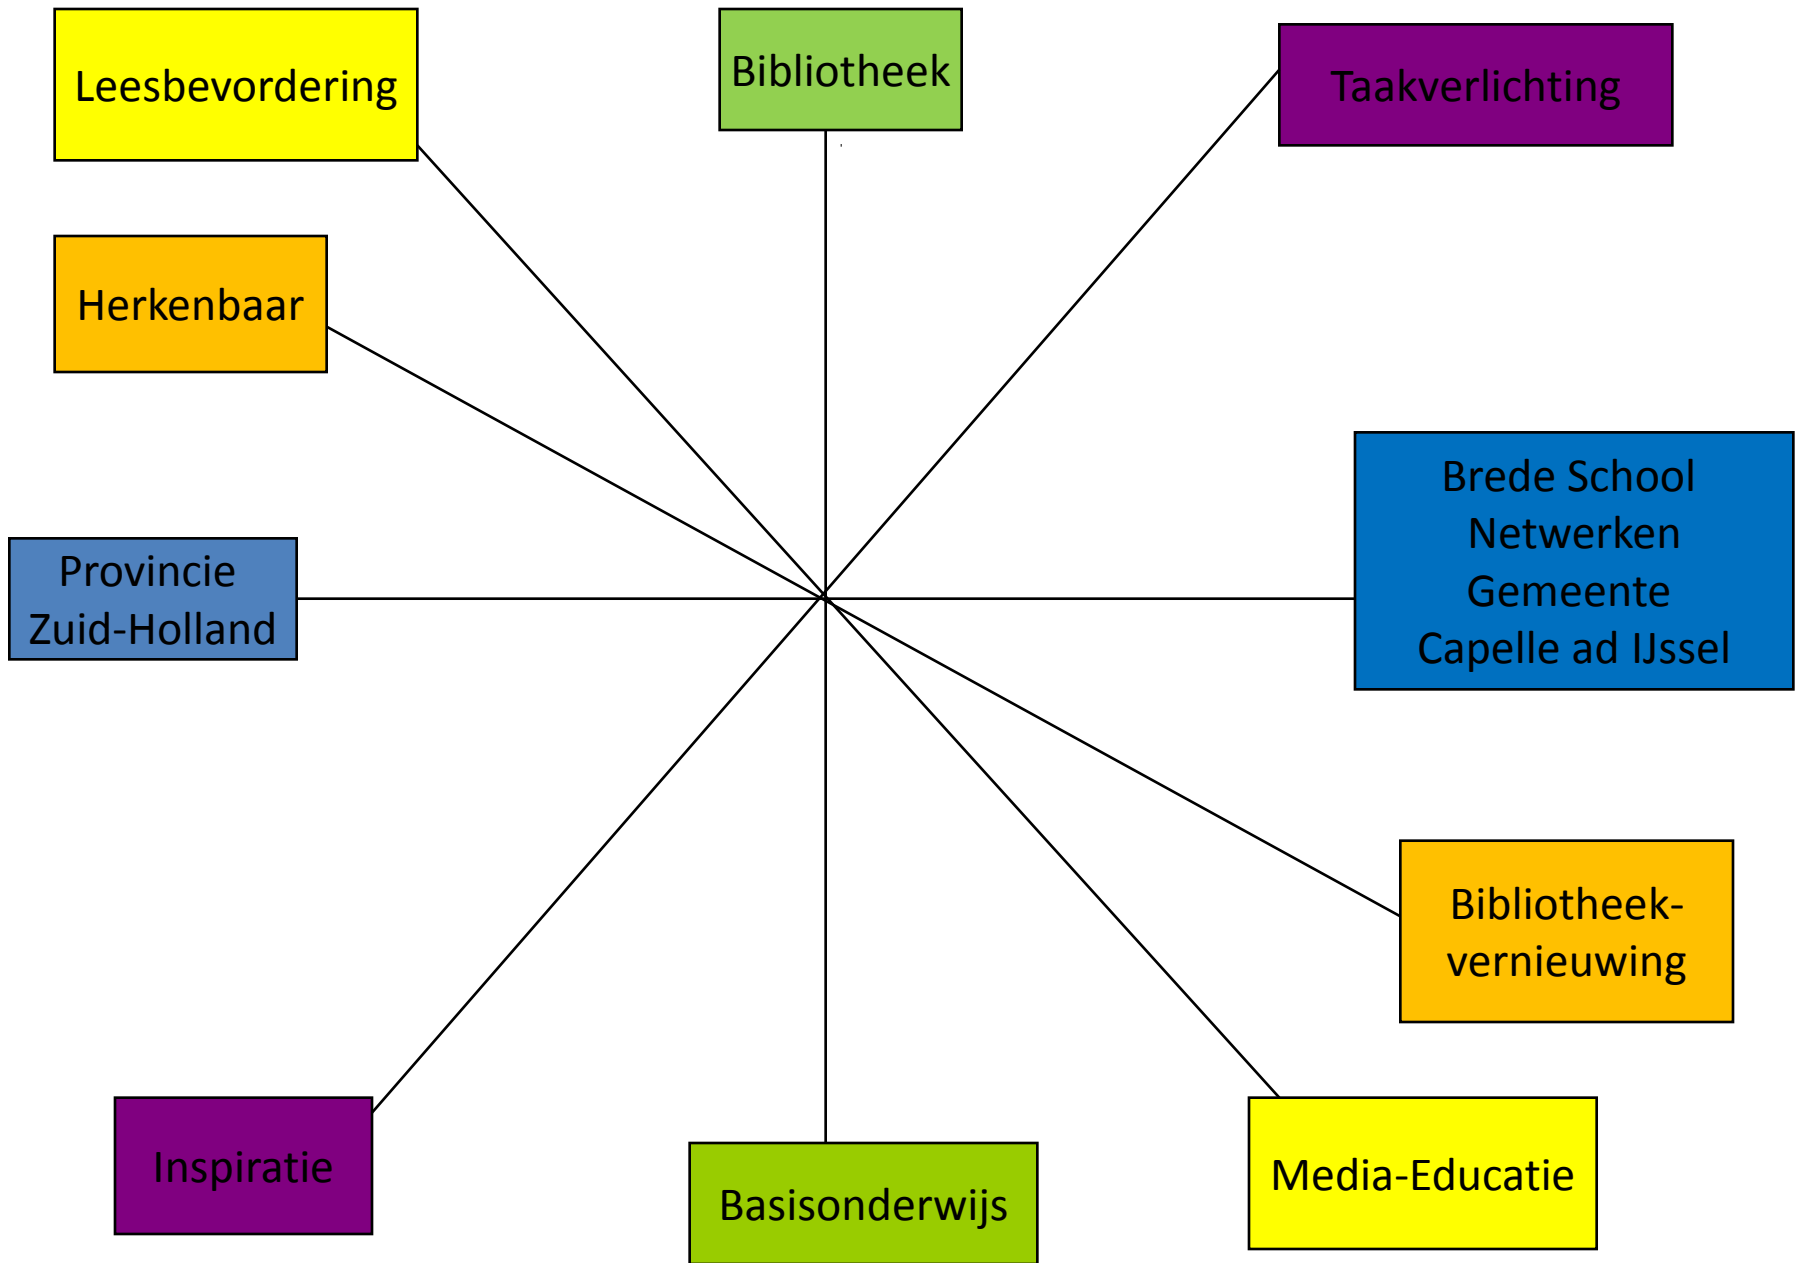 Leesbevordering
Bibliotheek
Taakverlichting
Herkenbaar
Provincie
Zuid-Holland
Brede School
Netwerken
Gemeente
Capelle ad IJssel
Bibliotheek-
vernieuwing
Inspiratie
Basisonderwijs
Media-Educatie